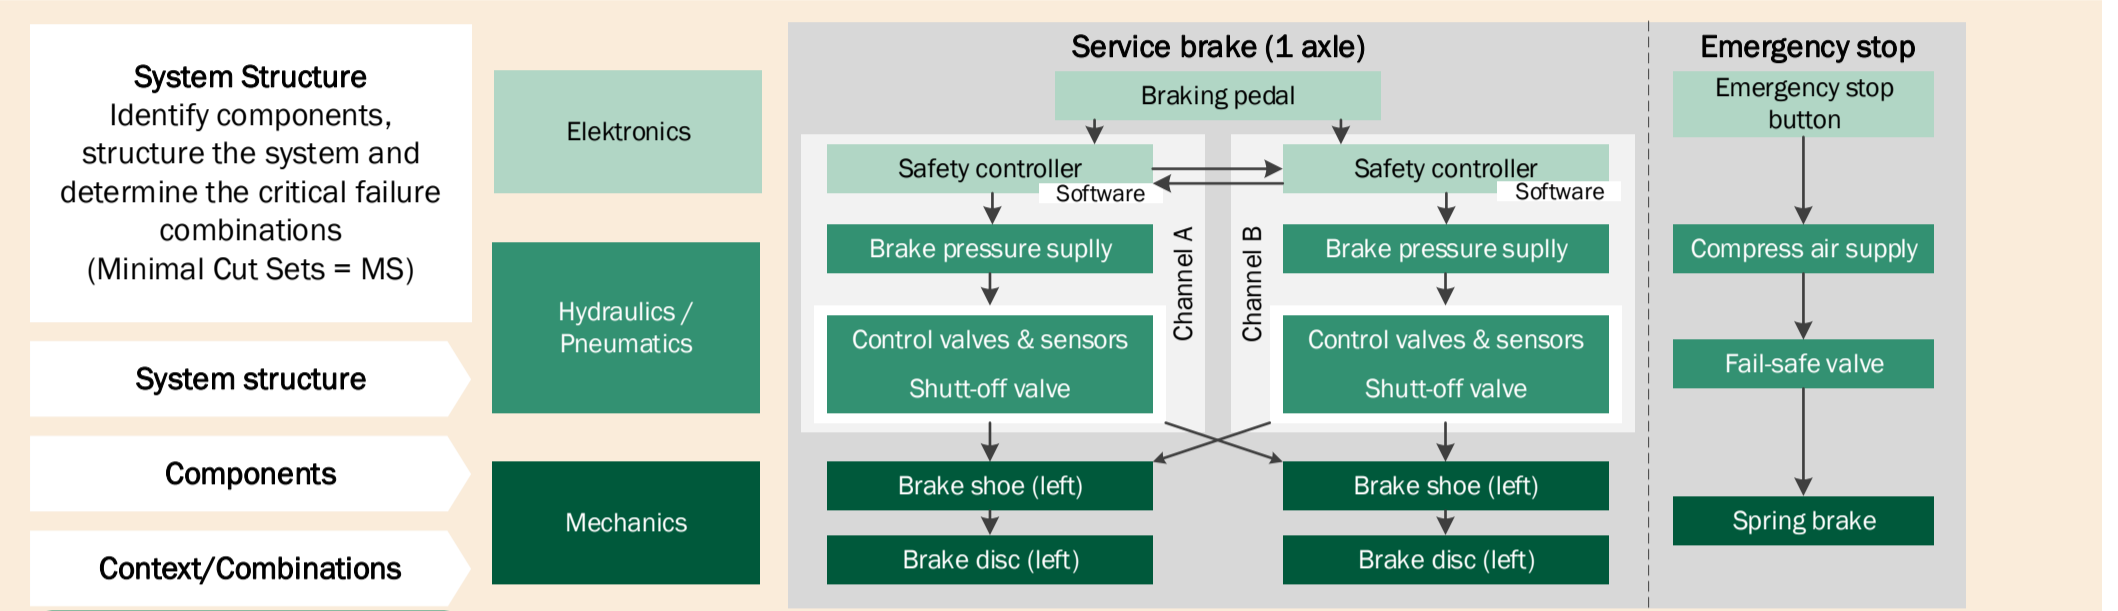 System Structure
Identify components,
structure the system and
determine the critical failure
combinations
(Minimal Cut Sets = MS)
System structure
Components
Context/Combinations
Elektronics
Hydraulics /
Pneumatics
Mechanics
Service brake (1 axle)
Braking pedal
Safety controller
Software
Brake pressure suplly
Control valves & sensors
Shutt-off valve
Channel A
Brake shoe (left)
Brake disc (left)
Safety controller
Software
Brake pressure suplly
Control valves & sensors
Shutt-off valve
Channel B
Brake shoe (left)
Brake disc (left)
Emergency stop
Emergency stop
button
Compress air supply
Fail-safe valve
Spring brake